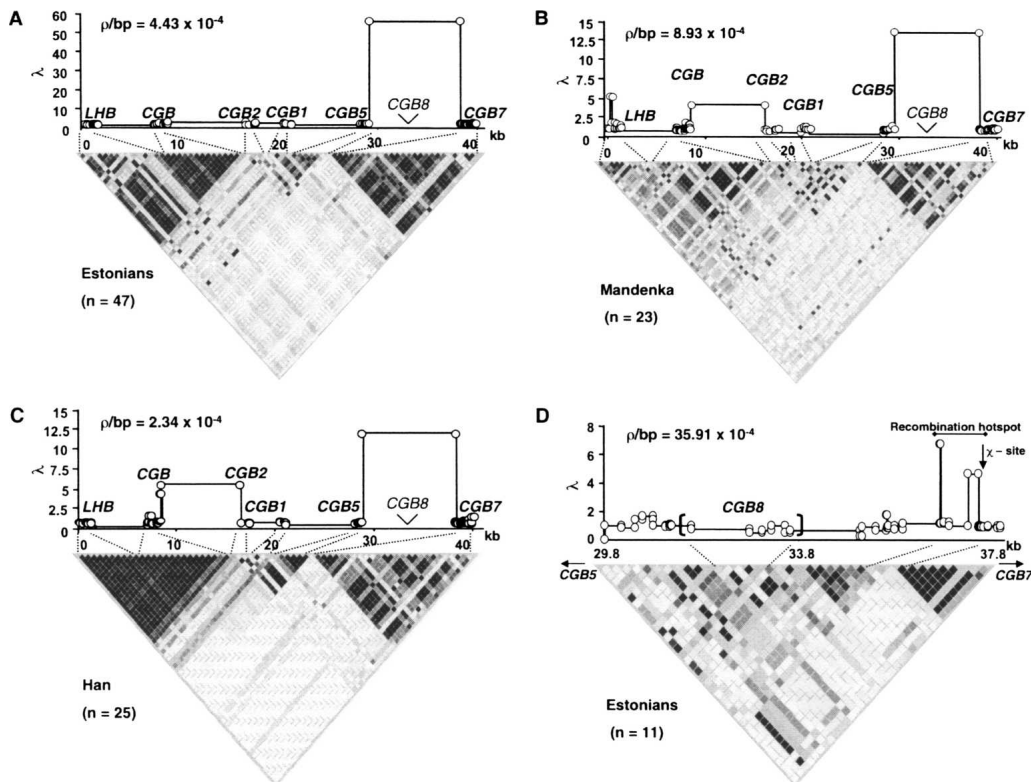 A
60
50
40
30
20
10
0
λ
ρ/bp = 4.43 x 10⁻⁴
LHB CGB CGB2 CGB1 CGB5 CGB8 CGB7
0 10 20 30 40 kb
Estonians
(n = 47)
B
15
12.5
10
7.5
5
2.5
0
λ
ρ/bp = 8.93 x 10⁻⁴
LHB CGB CGB2 CGB1 CGB5 CGB8 CGB7
0 10 20 30 40 kb
Mandenka
(n = 23)
C
15
12.5
10
7.5
5
2.5
0
λ
ρ/bp = 2.34 x 10⁻⁴
LHB CGB CGB2 CGB1 CGB5 CGB8 CGB7
0 10 20 30 40 kb
Han
(n = 25)
D
8
6
4
2
0
λ
ρ/bp = 35.91 x 10⁻⁴
Recombination hotspot
χ – site
CGB8
kb
29.8 33.8 37.8
CGB5 CGB7
Estonians
(n = 11)